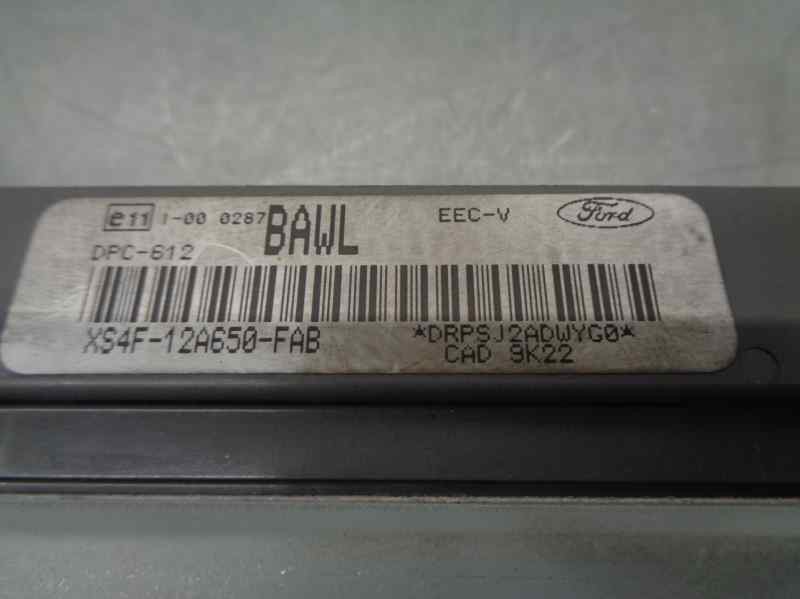 e11 1-00 0287 BAWL EEC-V Ford
DPC-612
XS4F-12A650-FAB *DRPSJ2ADWYG0*
CAD 9K22